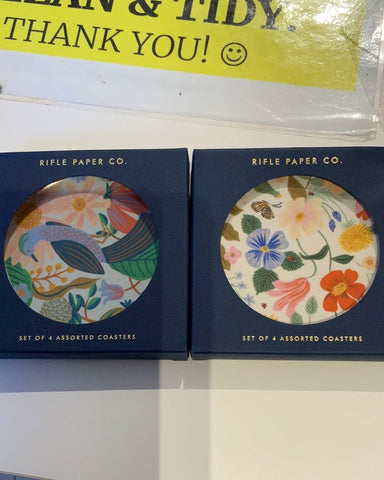 & TIDY.
THANK YOU!
RIFLE PAPER CO.
SET OF 4 ASSORTED COASTERS
RIFLE PAPER CO.
SET OF 4 ASSORTED COASTERS